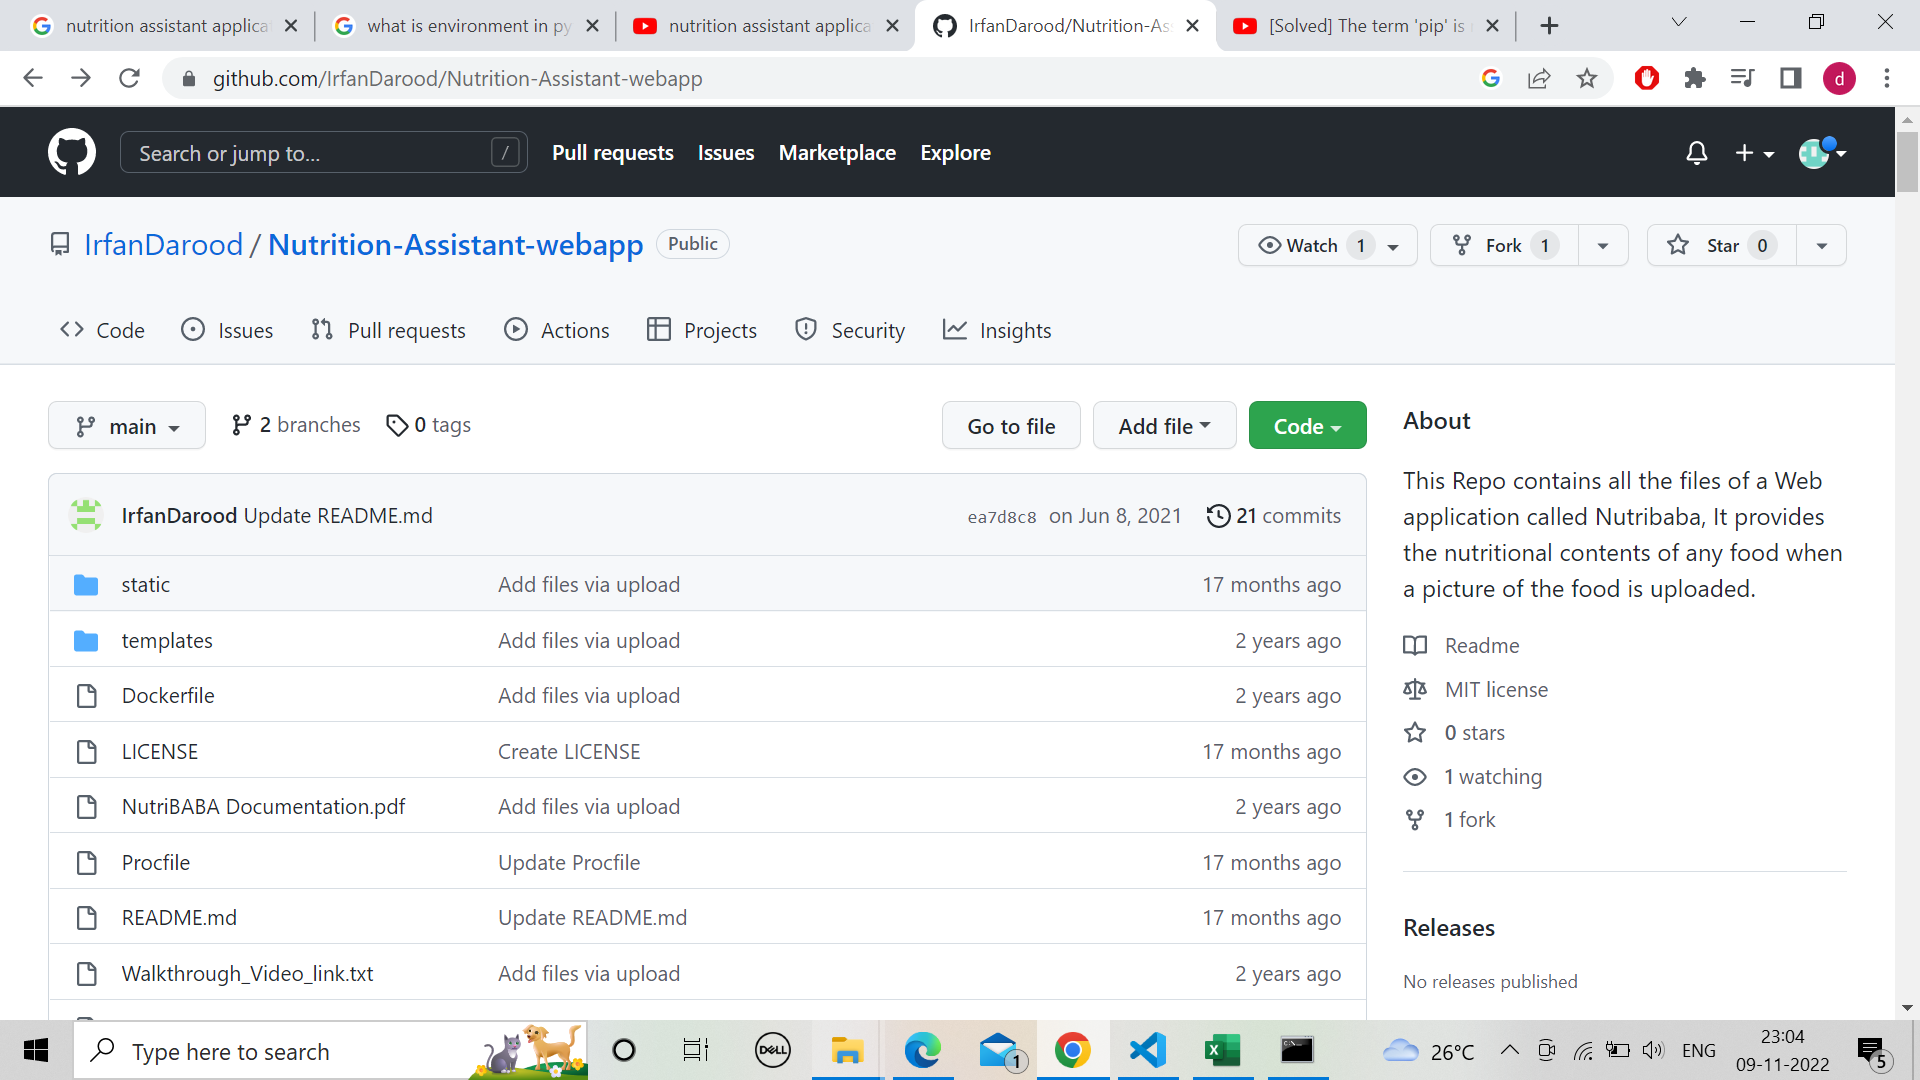 nutrition assistant applica
what is environment in py
nutrition assistant applica
IrfanDarood/Nutrition-As
[Solved] The term 'pip' is
github.com/IrfanDarood/Nutrition-Assistant-webapp
d
Search or jump to...
/
Pull requests
Issues
Marketplace
Explore
IrfanDarood / Nutrition-Assistant-webapp
Public
Watch 1
Fork 1
Star 0
Code
Issues
Pull requests
Actions
Projects
Security
Insights
main
2 branches
0 tags
Go to file
Add file
Code
IrfanDarood Update README.md
ea7d8c8 on Jun 8, 2021
21 commits
static Add files via upload 17 months ago
templates Add files via upload 2 years ago
Dockerfile Add files via upload 2 years ago
LICENSE Create LICENSE 17 months ago
NutriBABA Documentation.pdf Add files via upload 2 years ago
Procfile Update Procfile 17 months ago
README.md Update README.md 17 months ago
Walkthrough_Video_link.txt Add files via upload 2 years ago
About
This Repo contains all the files of a Web
application called Nutribaba, It provides
the nutritional contents of any food when
a picture of the food is uploaded.
Readme
MIT license
0 stars
1 watching
1 fork
Releases
No releases published
Type here to search
DELL
1
26°C
ENG
23:04
09-11-2022
5